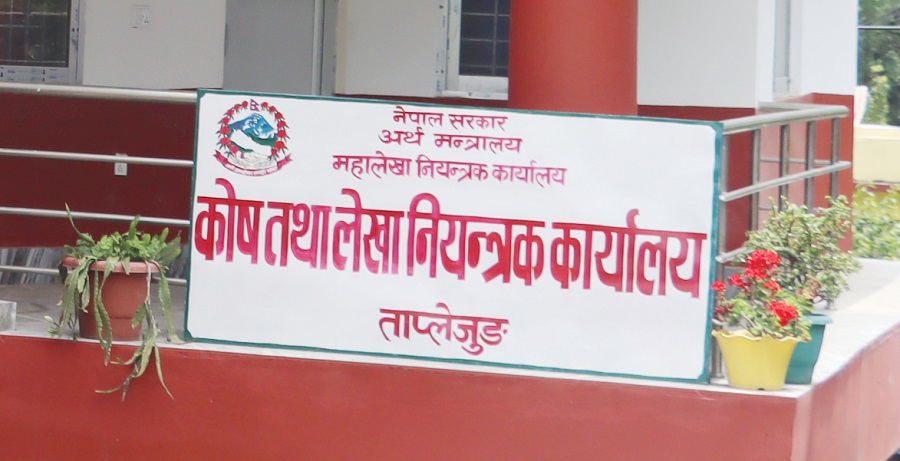 नेपाल सरकार
अर्थ मन्त्रालय
महालेखा नियन्त्रक कार्यालय
कोष तथा लेखा नियन्त्रक कार्यालय
ताप्लेजुङ